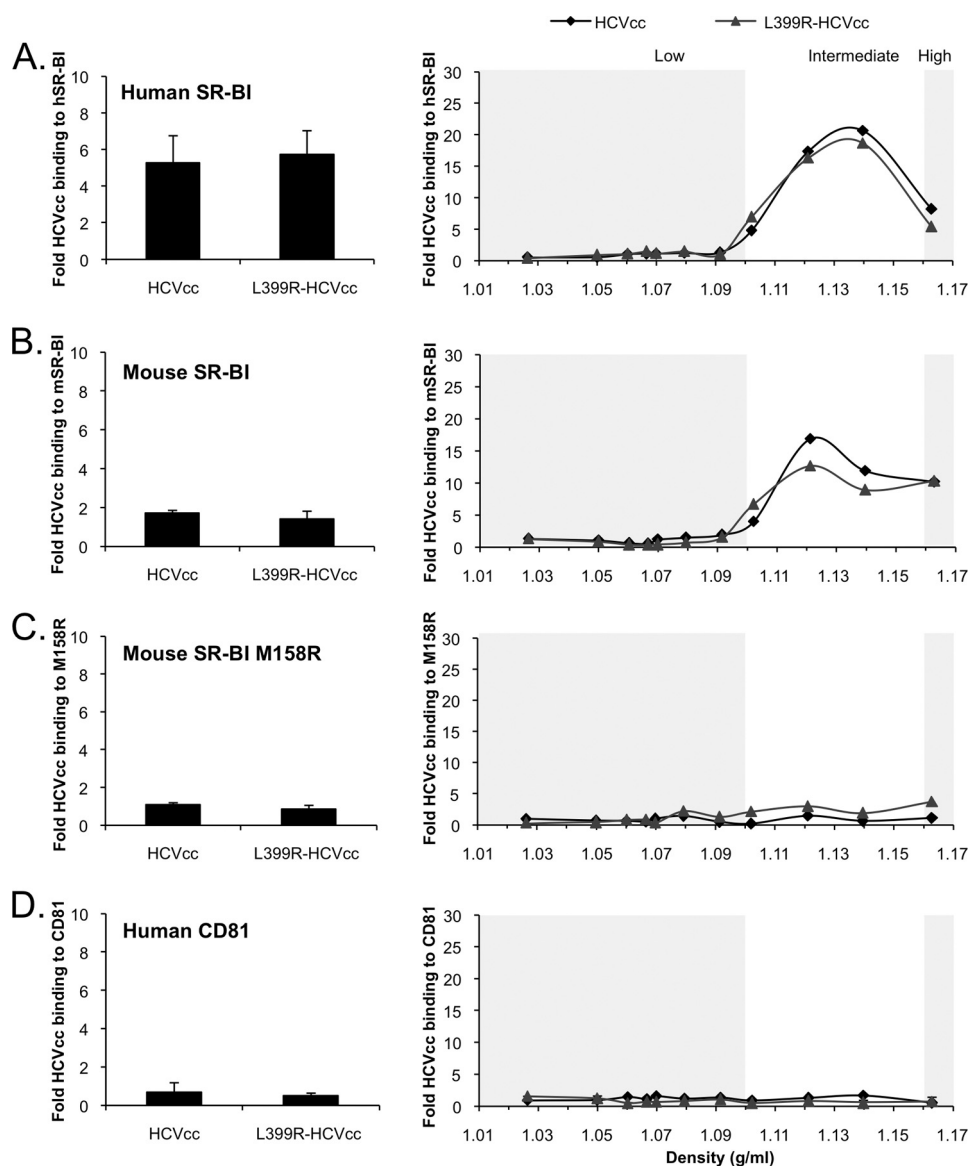 HCVcc L399R-HCVcc
A.
Fold HCVcc binding to hSR-BI
10
8
6
4
2
0
Human SR-BI
HCVcc L399R-HCVcc
Fold HCVcc binding to hSR-BI
30
25
20
15
10
5
0
Low Intermediate High
1.01 1.03 1.05 1.07 1.09 1.11 1.13 1.15 1.17
B.
Fold HCVcc binding to mSR-BI
10
8
6
4
2
0
Mouse SR-BI
HCVcc L399R-HCVcc
Fold HCVcc binding to mSR-BI
30
25
20
15
10
5
0
1.01 1.03 1.05 1.07 1.09 1.11 1.13 1.15 1.17
C.
Fold HCVcc binding to M158R
10
8
6
4
2
0
Mouse SR-BI M158R
HCVcc L399R-HCVcc
Fold HCVcc binding to M158R
30
25
20
15
10
5
0
1.01 1.03 1.05 1.07 1.09 1.11 1.13 1.15 1.17
D.
Fold HCVcc binding to CD81
10
8
6
4
2
0
Human CD81
HCVcc L399R-HCVcc
Fold HCVcc binding to CD81
30
25
20
15
10
5
0
1.01 1.03 1.05 1.07 1.09 1.11 1.13 1.15 1.17
Density (g/ml)